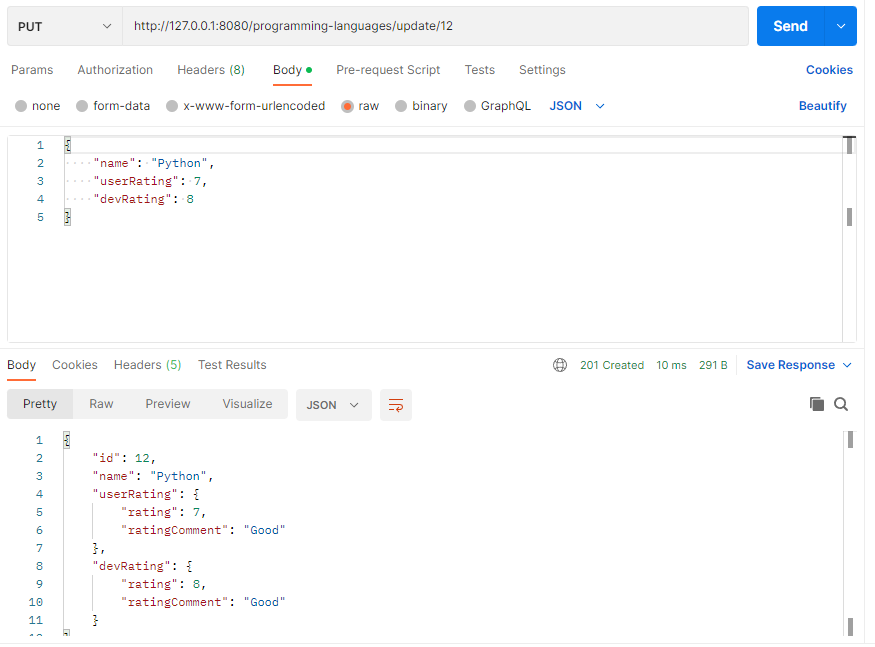 PUT http://127.0.0.1:8080/programming-languages/update/12 Send
Params Authorization Headers (8) Body Pre-request Script Tests Settings Cookies
none form-data x-www-form-urlencoded raw binary GraphQL JSON Beautify
1 {
2 ····"name":·"Python",
3 ····"userRating":·7,
4 ····"devRating":·8
5 }
Body Cookies Headers (5) Test Results 201 Created 10 ms 291 B Save Response
Pretty Raw Preview Visualize JSON
1 {
2 "id": 12,
3 "name": "Python",
4 "userRating": {
5 "rating": 7,
6 "ratingComment": "Good"
7 },
8 "devRating": {
9 "rating": 8,
10 "ratingComment": "Good"
11 }